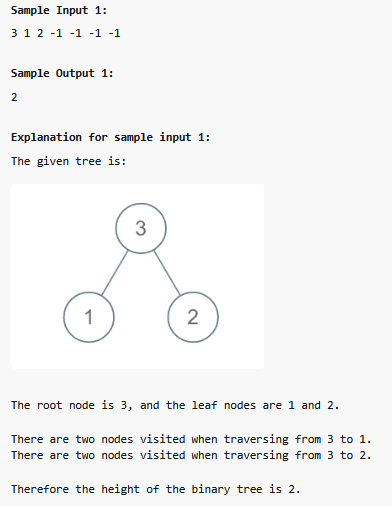 Sample Input 1:
3 1 2 -1 -1 -1 -1
Sample Output 1:
2
Explanation for sample input 1:
The given tree is:
3
1
2
The root node is 3, and the leaf nodes are 1 and 2.
There are two nodes visited when traversing from 3 to 1.
There are two nodes visited when traversing from 3 to 2.
Therefore the height of the binary tree is 2.